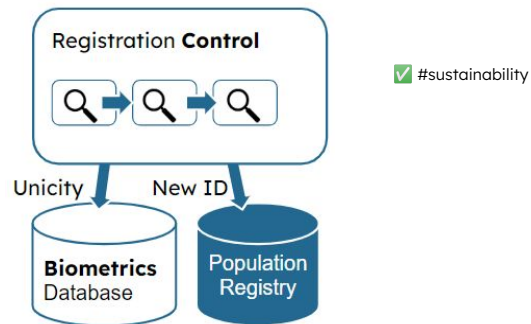 Registration Control
✅ #sustainability
Unicity
New ID
Biometrics
Database
Population
Registry